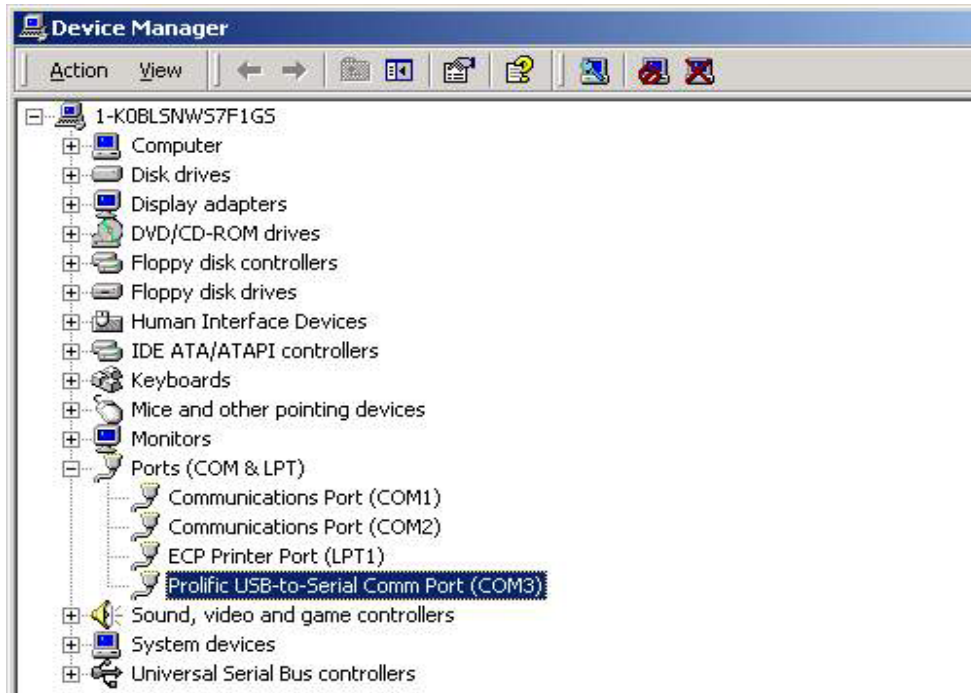 Device Manager
Action View
1-K0BLSNWS7F1GS
Computer
Disk drives
Display adapters
DVD/CD-ROM drives
Floppy disk controllers
Floppy disk drives
Human Interface Devices
IDE ATA/ATAPI controllers
Keyboards
Mice and other pointing devices
Monitors
Ports (COM & LPT)
Communications Port (COM1)
Communications Port (COM2)
ECP Printer Port (LPT1)
Prolific USB-to-Serial Comm Port (COM3)
Sound, video and game controllers
System devices
Universal Serial Bus controllers